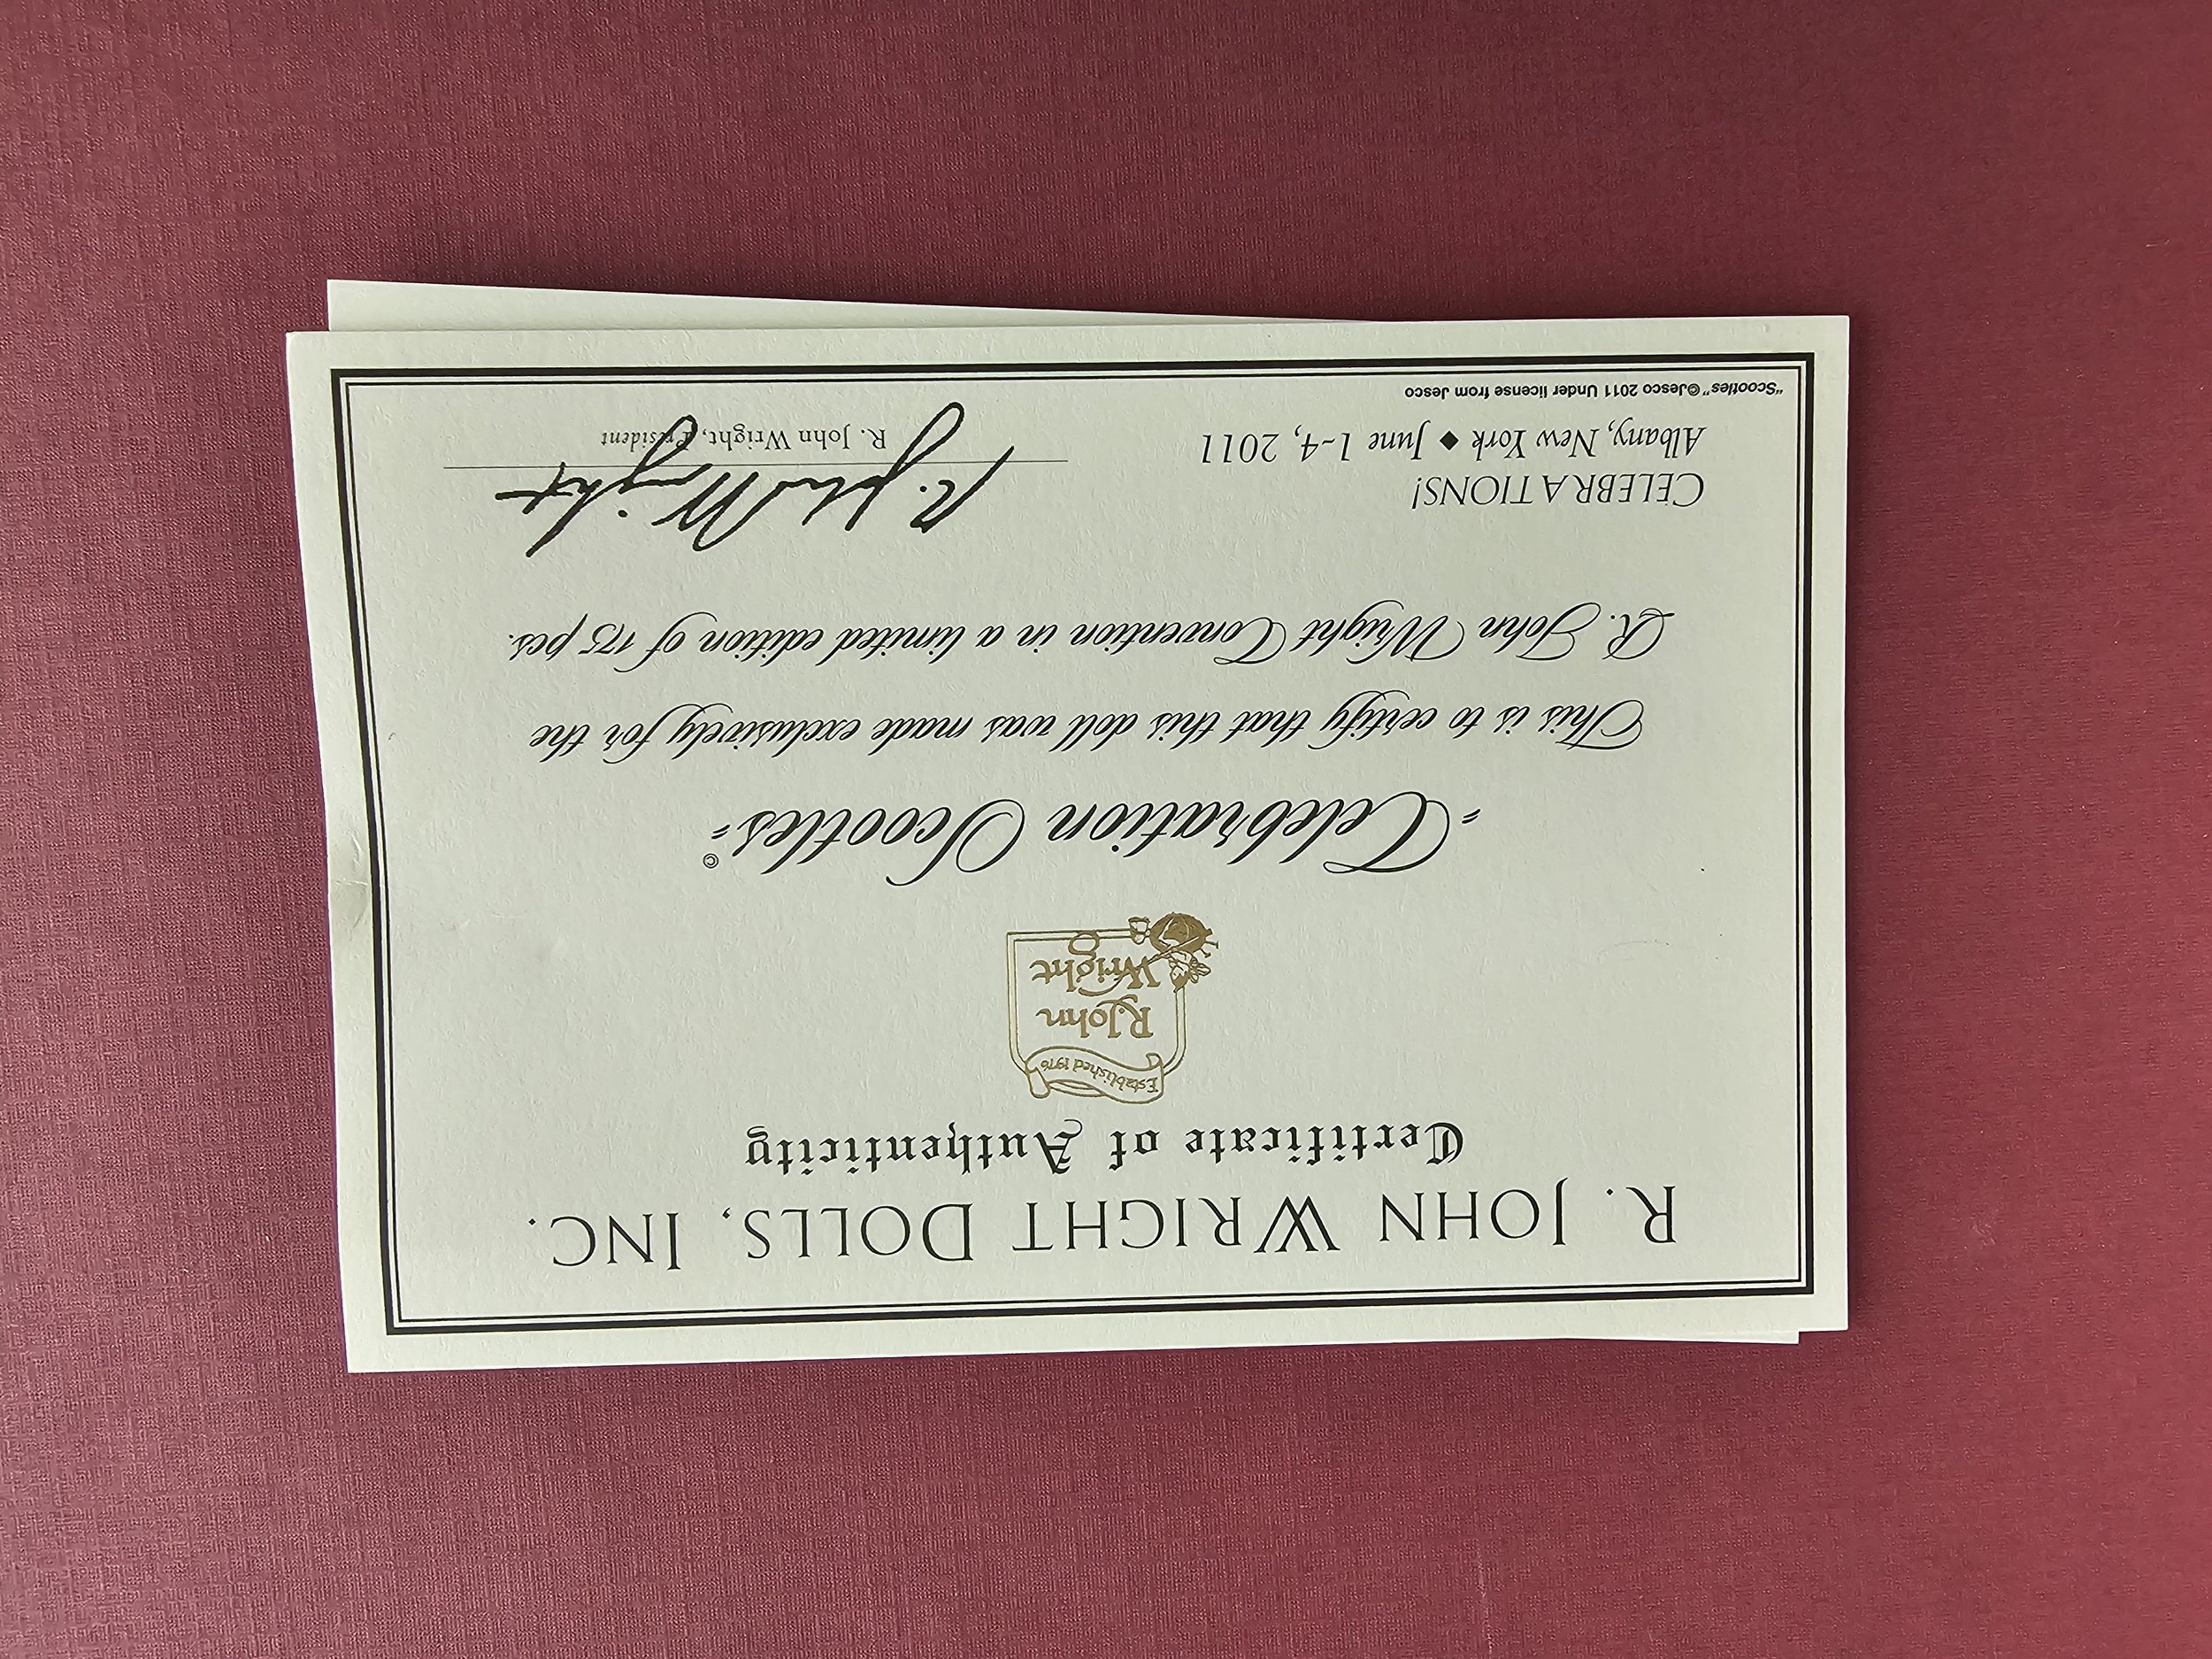 R. JOHN WRIGHT DOLLS, INC.
Certificate of Authenticity
Established 1976
R. John
Wright
"Celebration Scootles"©
This is to certify that this doll was made exclusively for the
R. John Wright Convention in a limited edition of 175 pcs.
CELEBRATIONS!
Albany, New York ◆ June 1-4, 2011
R. John Wright
R. John Wright, President
"Scootles"©Jesco 2011 Under license from Jesco